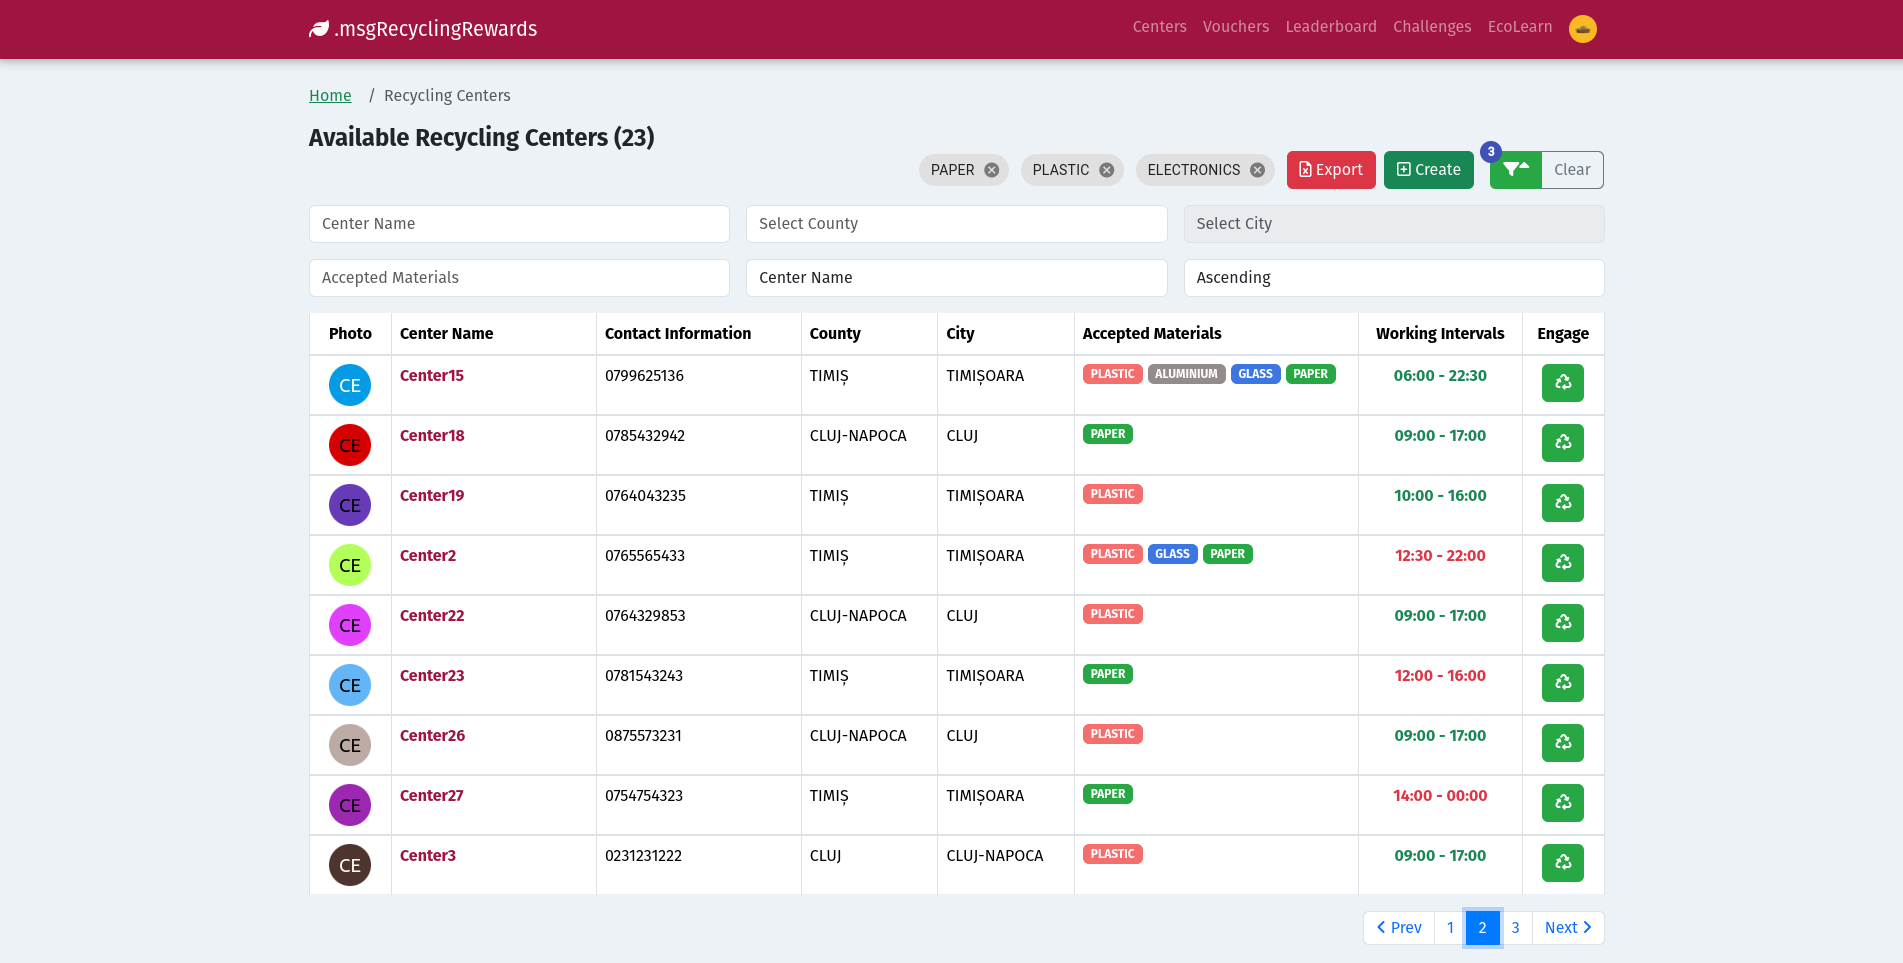 .msgRecyclingRewards Centers Vouchers Leaderboard Challenges EcoLearn
Home / Recycling Centers
Available Recycling Centers (23)
3
PAPER PLASTIC ELECTRONICS Export Create Clear
Center Name Select County Select City
Accepted Materials Center Name Ascending
Photo Center Name Contact Information County City Accepted Materials Working Intervals Engage
CE Center15 0799625136 TIMIȘ TIMIȘOARA PLASTIC ALUMINIUM GLASS PAPER 06:00 - 22:30
CE Center18 0785432942 CLUJ-NAPOCA CLUJ PAPER 09:00 - 17:00
CE Center19 0764043235 TIMIȘ TIMIȘOARA PLASTIC 10:00 - 16:00
CE Center2 0765565433 TIMIȘ TIMIȘOARA PLASTIC GLASS PAPER 12:30 - 22:00
CE Center22 0764329853 CLUJ-NAPOCA CLUJ PLASTIC 09:00 - 17:00
CE Center23 0781543243 TIMIȘ TIMIȘOARA PAPER 12:00 - 16:00
CE Center26 0875573231 CLUJ-NAPOCA CLUJ PLASTIC 09:00 - 17:00
CE Center27 0754754323 TIMIȘ TIMIȘOARA PAPER 14:00 - 00:00
CE Center3 0231231222 CLUJ CLUJ-NAPOCA PLASTIC 09:00 - 17:00
Prev 1 2 3 Next